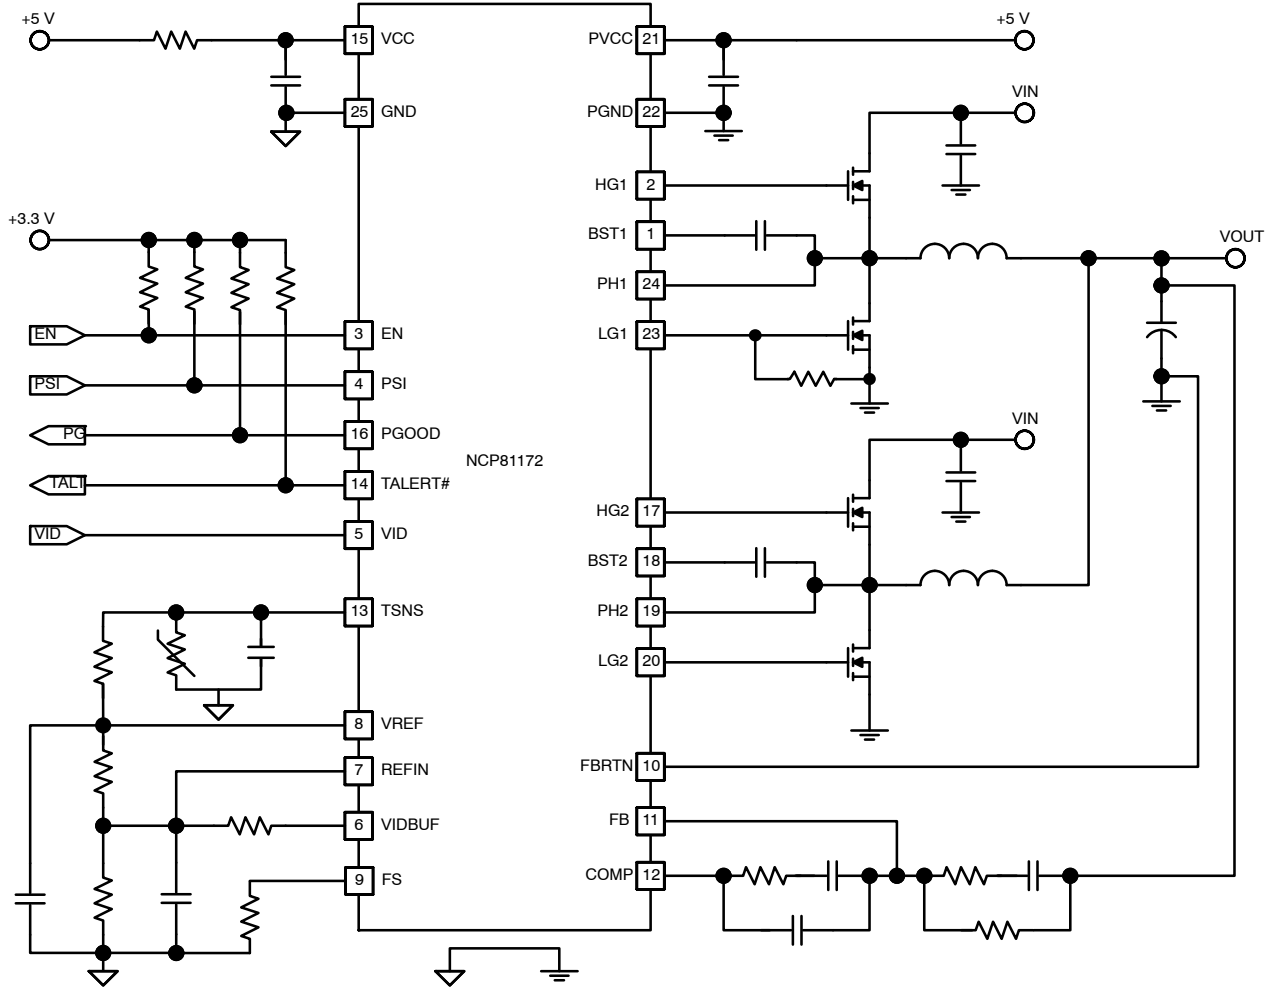 +5 V
15 VCC
25 GND
+3.3 V
EN
3 EN
PSI
4 PSI
PG
16 PGOOD
TALT
14 TALERT#
VID
5 VID
13 TSNS
8 VREF
7 REFIN
6 VIDBUF
9 FS
NCP81172
+5 V
PVCC 21
PGND 22
VIN
HG1 2
BST1 1
PH1 24
LG1 23
VOUT
VIN
HG2 17
BST2 18
PH2 19
LG2 20
FBRTN 10
FB 11
COMP 12